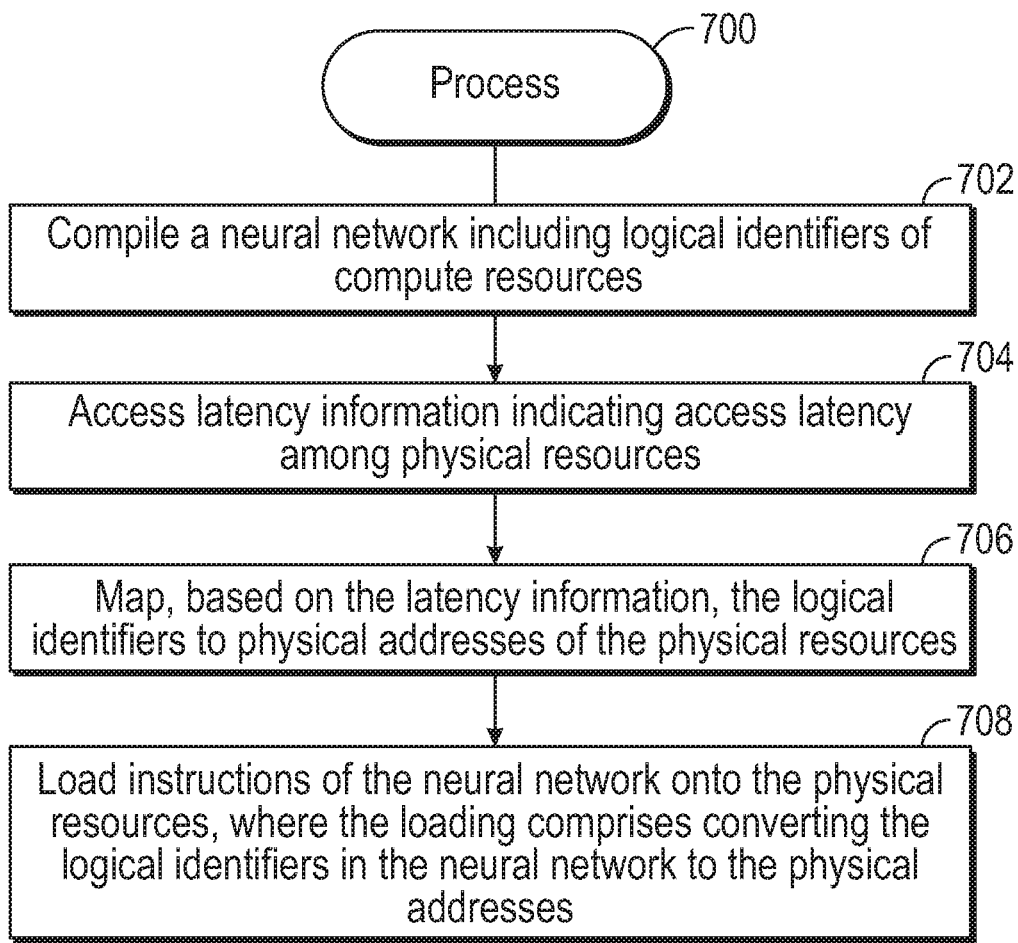 700
Process
702
Compile a neural network including logical identifiers of
compute resources
704
Access latency information indicating access latency
among physical resources
706
Map, based on the latency information, the logical
identifiers to physical addresses of the physical resources
708
Load instructions of the neural network onto the physical
resources, where the loading comprises converting the
logical identifiers in the neural network to the physical
addresses